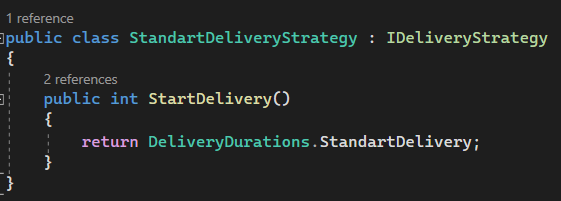 1 reference
public class StandartDeliveryStrategy : IDeliveryStrategy
{
2 references
public int StartDelivery()
{
return DeliveryDurations.StandartDelivery;
}
}